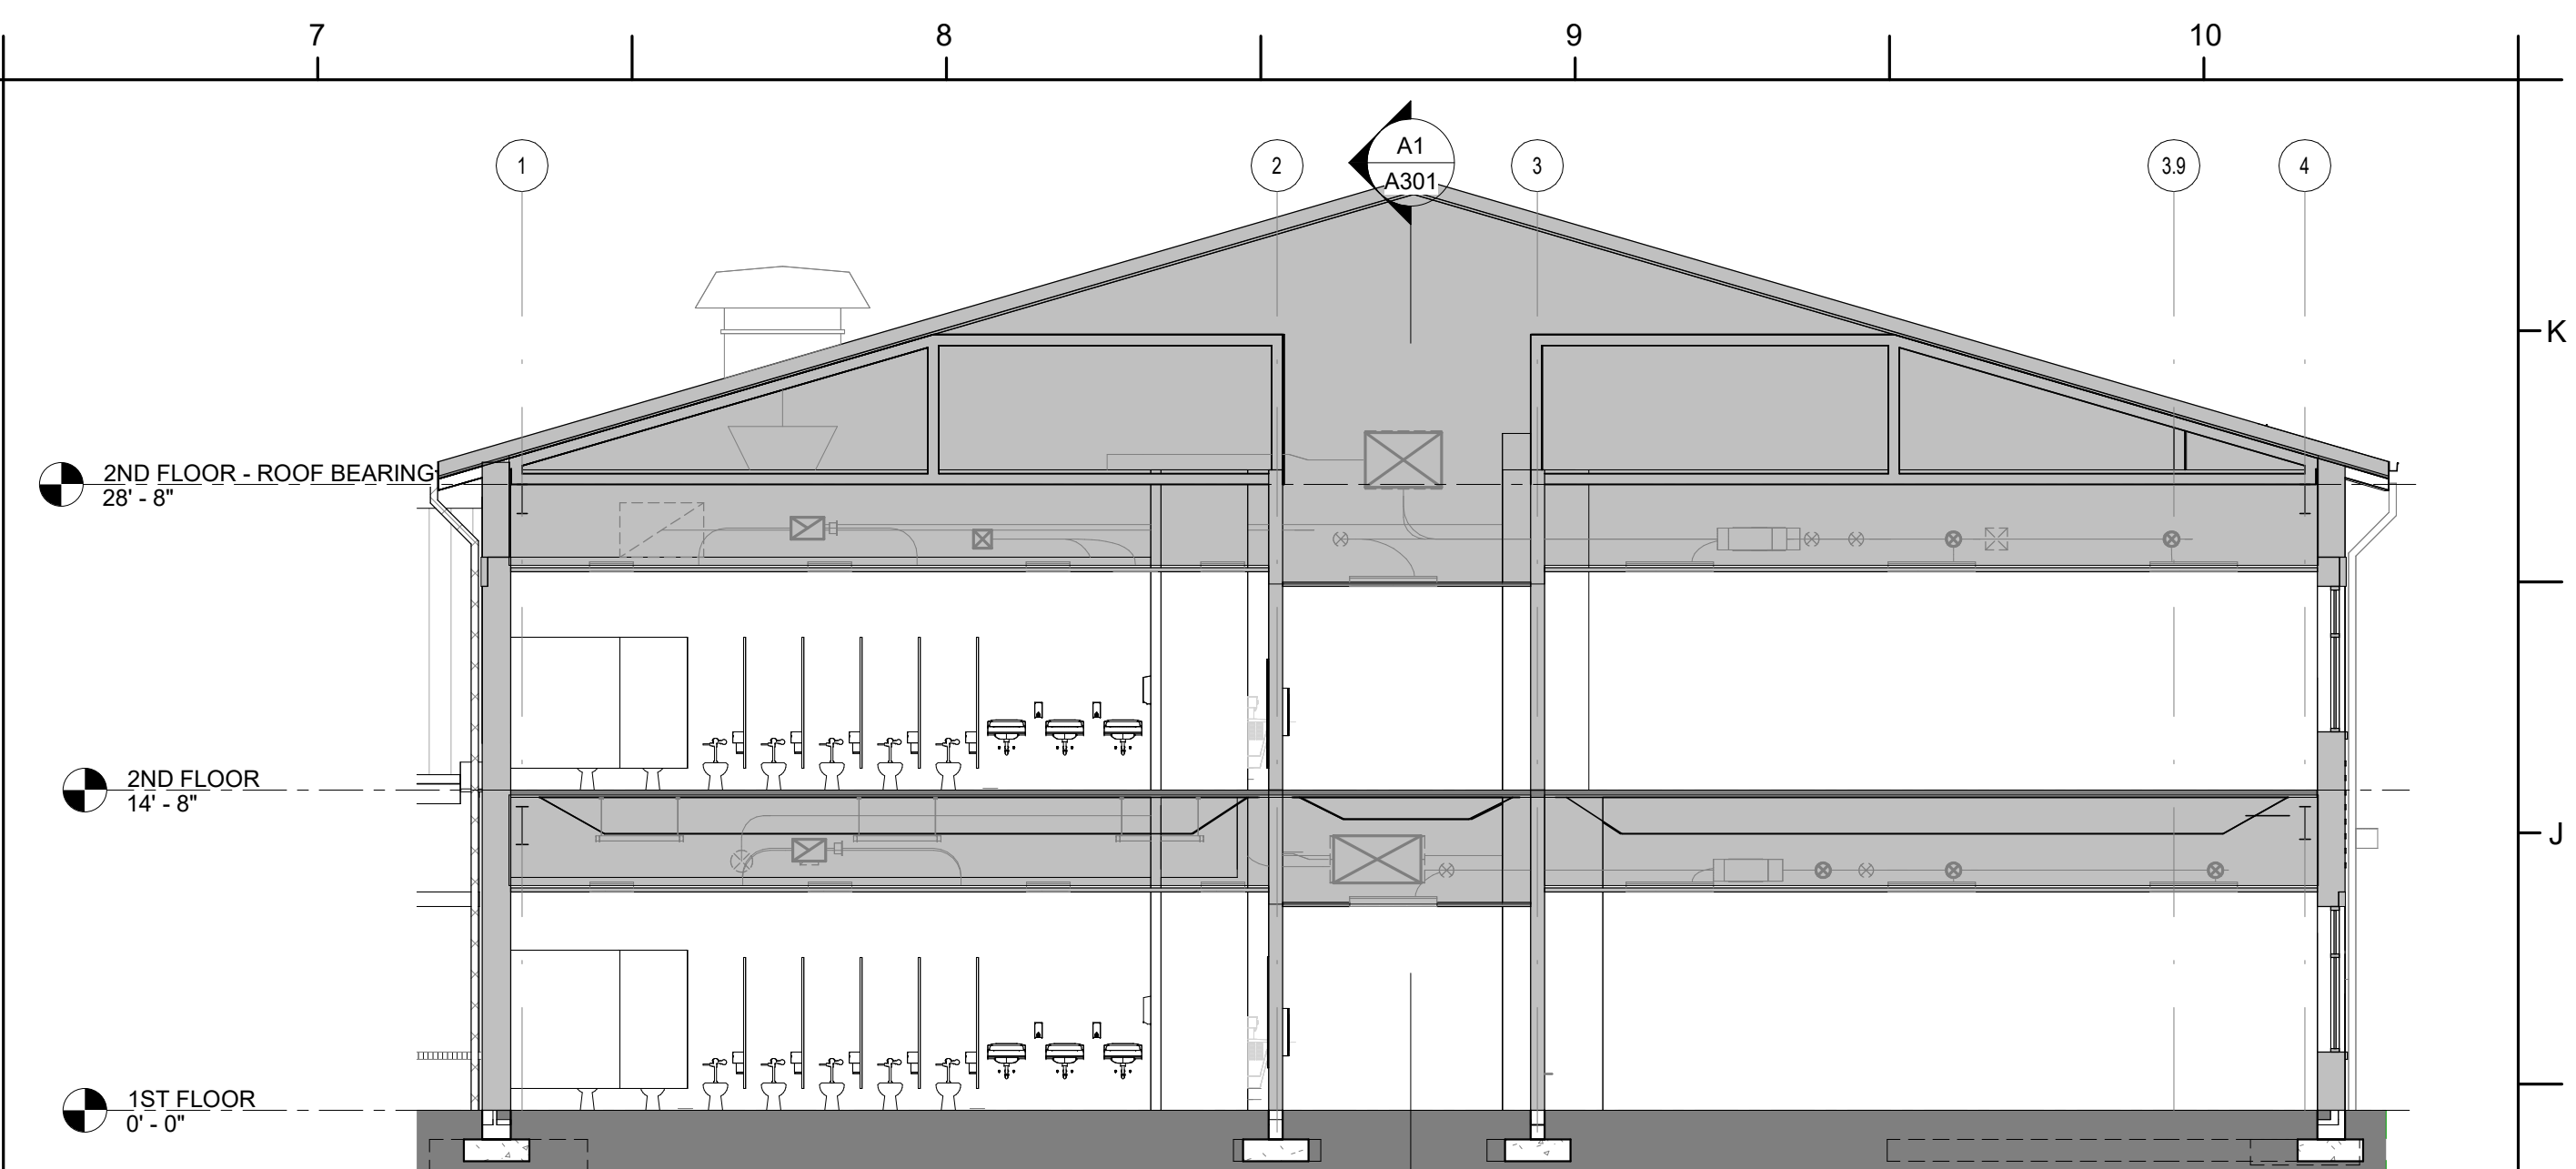 7
8
9
10
1
2
A1
A301
3
3.9
4
K
2ND FLOOR - ROOF BEARING
28' - 8"
2ND FLOOR
14' - 8"
J
1ST FLOOR
0' - 0"